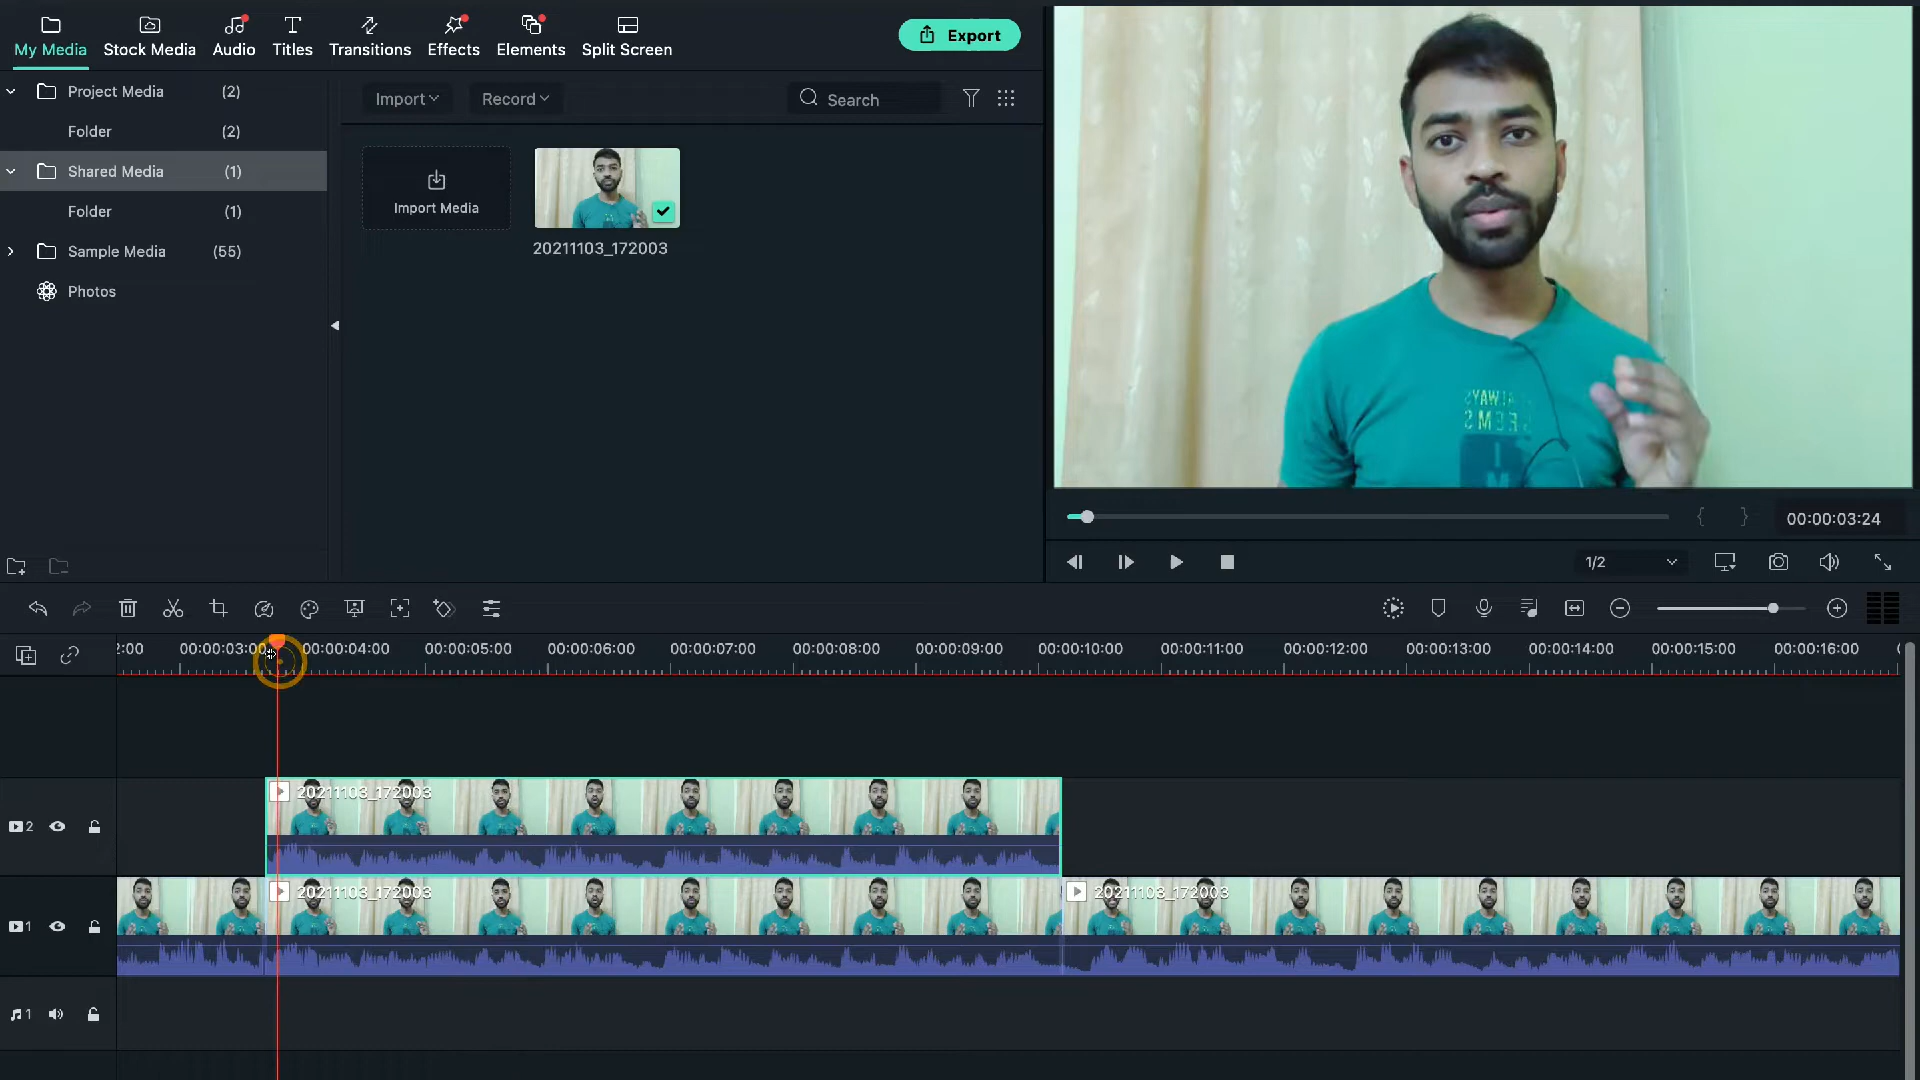 My Media
Stock Media
Audio
Titles
Transitions
Effects
Elements
Split Screen
Export
Project Media (2)
Folder (2)
Shared Media (1)
Folder (1)
Sample Media (55)
Photos
Import
Record
Search
Import Media
20211103_172003
00:00:03:24
1/2
2:00
00:00:03:00
00:00:04:00
00:00:05:00
00:00:06:00
00:00:07:00
00:00:08:00
00:00:09:00
00:00:10:00
00:00:11:00
00:00:12:00
00:00:13:00
00:00:14:00
00:00:15:00
00:00:16:00
2
20211103_172003
1
20211103_172003
20211103_172003
1